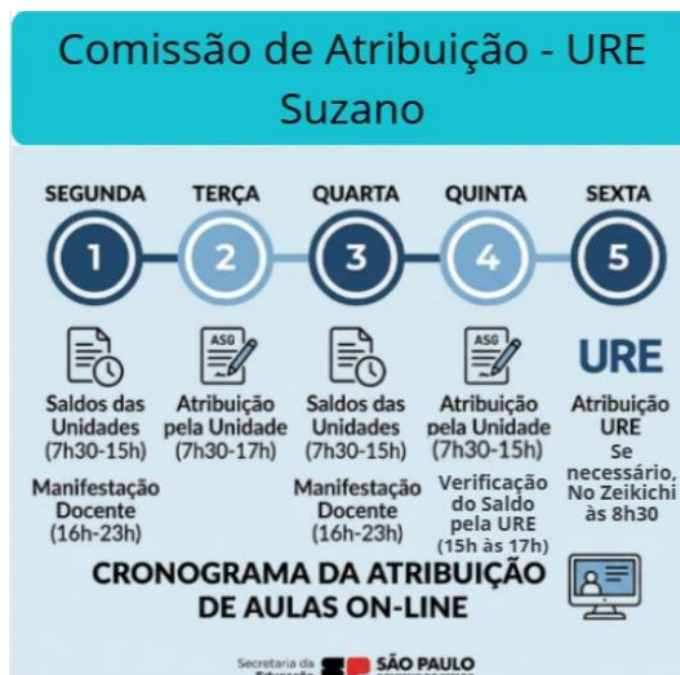 Comissão de Atribuição - URE
Suzano
SEGUNDA
TERÇA
QUARTA
QUINTA
SEXTA
1
2
3
4
5
ASG
ASG
URE
Saldos das
Unidades
(7h30-15h)
Manifestação
Docente
(16h-23h)
Atribuição
pela Unidade
(7h30-17h)
Saldos das
Unidades
(7h30-15h)
Manifestação
Docente
(16h-23h)
Atribuição
pela Unidade
(7h30-15h)
Verificação
do Saldo
pela URE
(15h às 17h)
Atribuição
URE
Se
necessário,
No Zeikichi
às 8h30
CRONOGRAMA DA ATRIBUIÇÃO
DE AULAS ON-LINE
Secretaria da
SÃO PAULO